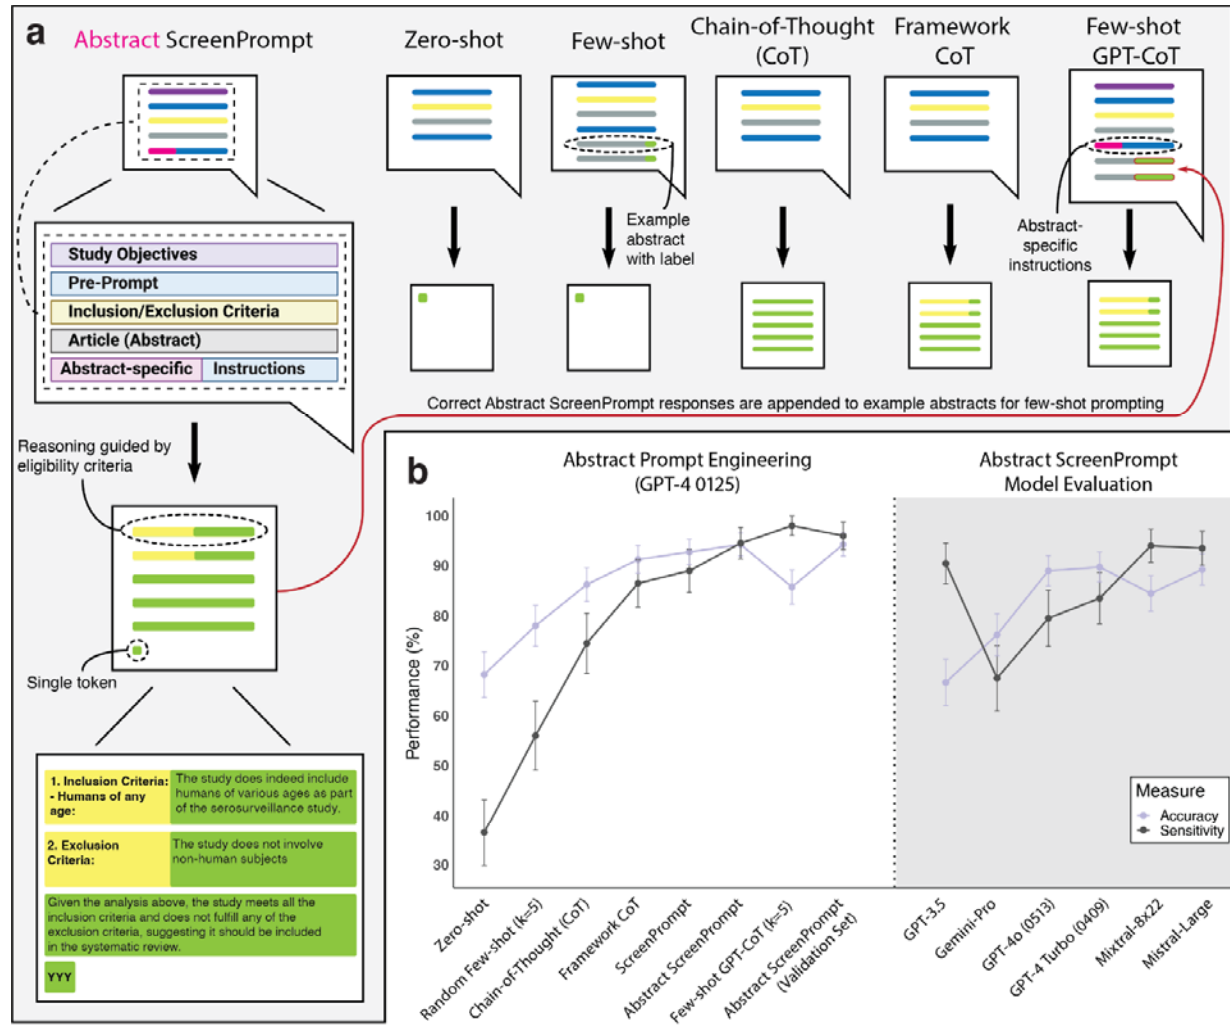 a
Abstract ScreenPrompt
Zero-shot
Few-shot
Chain-of-Thought
(CoT)
Framework
CoT
Few-shot
GPT-CoT
Example
abstract
with label
Abstract-
specific
instructions
Study Objectives
Pre-Prompt
Inclusion/Exclusion Criteria
Article (Abstract)
Abstract-specific Instructions
Correct Abstract ScreenPrompt responses are appended to example abstracts for few-shot prompting
Reasoning guided by
eligibility criteria
Single token
1. Inclusion Criteria:
- Humans of any
age:
The study does indeed include
humans of various ages as part
of the serosurveillance study.
2. Exclusion
Criteria:
The study does not involve
non-human subjects
Given the analysis above, the study meets all the
inclusion criteria and does not fulfill any of the
exclusion criteria, suggesting it should be included
in the systematic review.
YYY
b
Abstract Prompt Engineering
(GPT-4 0125)
Abstract ScreenPrompt
Model Evaluation
Performance (%)
100
90
80
70
60
50
40
30
Measure
Accuracy
Sensitivity
Zero-shot
Random Few-shot (k=5)
Chain-of-Thought (CoT)
Framework CoT
ScreenPrompt
Abstract ScreenPrompt
Few-shot GPT-CoT (k=5)
Abstract ScreenPrompt
(Validation Set)
GPT-3.5
Gemini-Pro
GPT-4o (0513)
GPT-4 Turbo (0409)
Mixtral-8x22
Mistral-Large